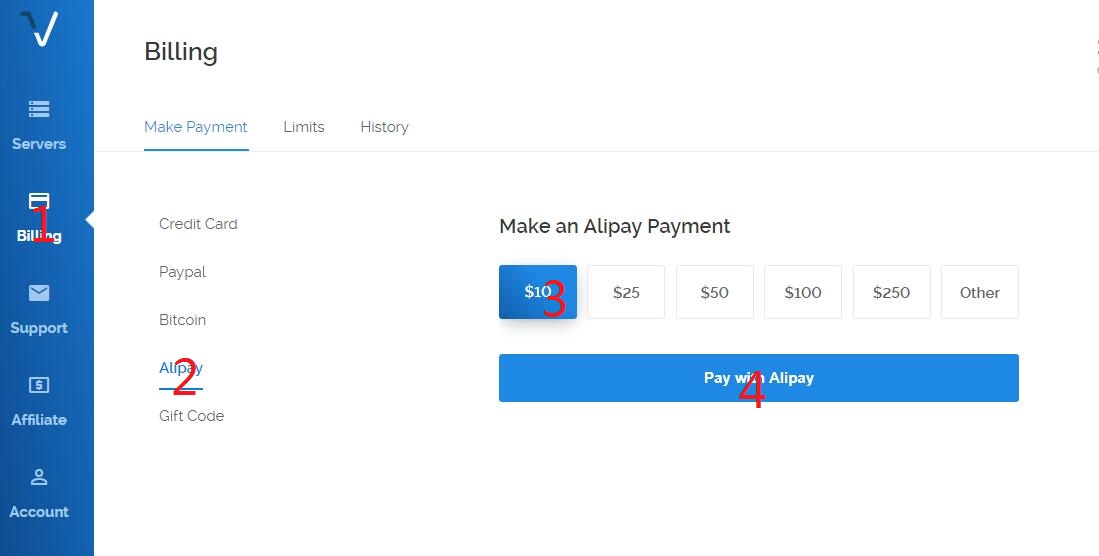 Billing
Make Payment Limits History
Servers
1
Billing
Support
Affiliate
Account
Credit Card
Paypal
Bitcoin
Alipay
2
Gift Code
Make an Alipay Payment
$10 $25 $50 $100 $250 Other
3
Pay with Alipay
4